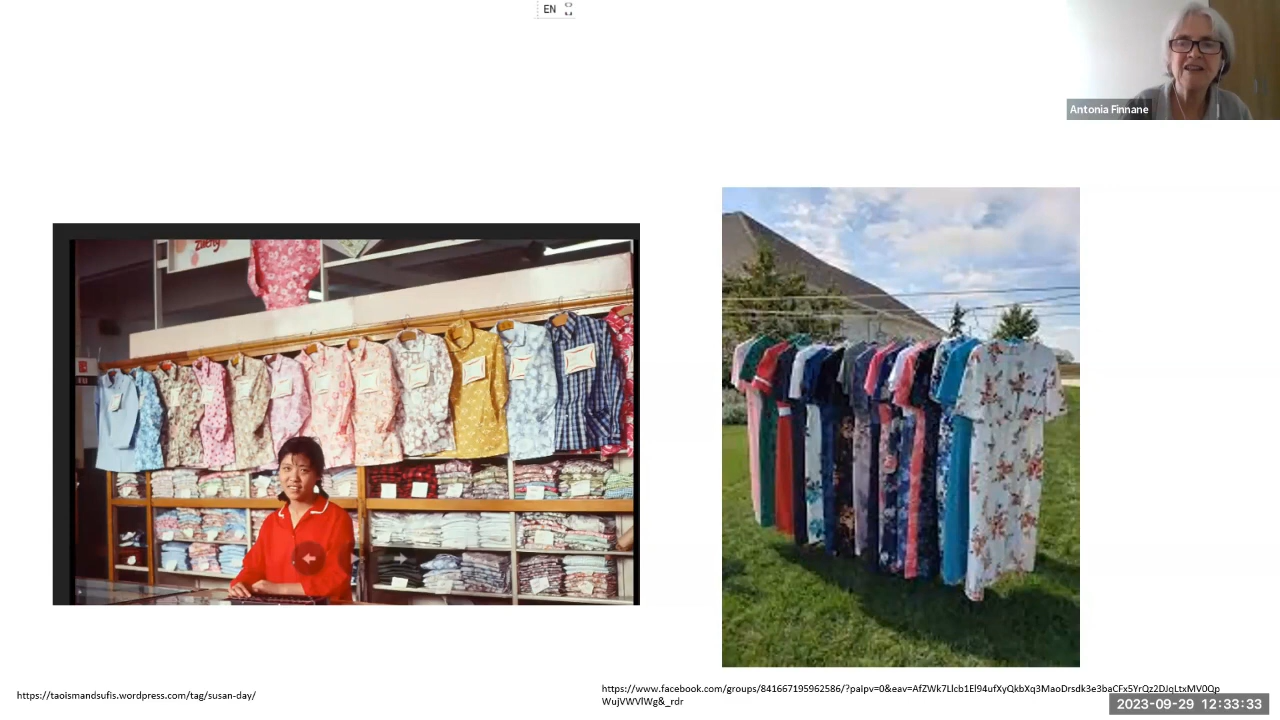 EN
Antonia Finnane
https://taoismandsufis.wordpress.com/tag/susan-day/
https://www.facebook.com/groups/841667195962586/?paipv=0&eav=AfZWk7Llcb1El94ufXyQkbXq3MaoDrsdk3e3baCFx5YrQz2DJqLtxMV0Qp
WujVWVlWg&_rdr
2023-09-29 12:33:33